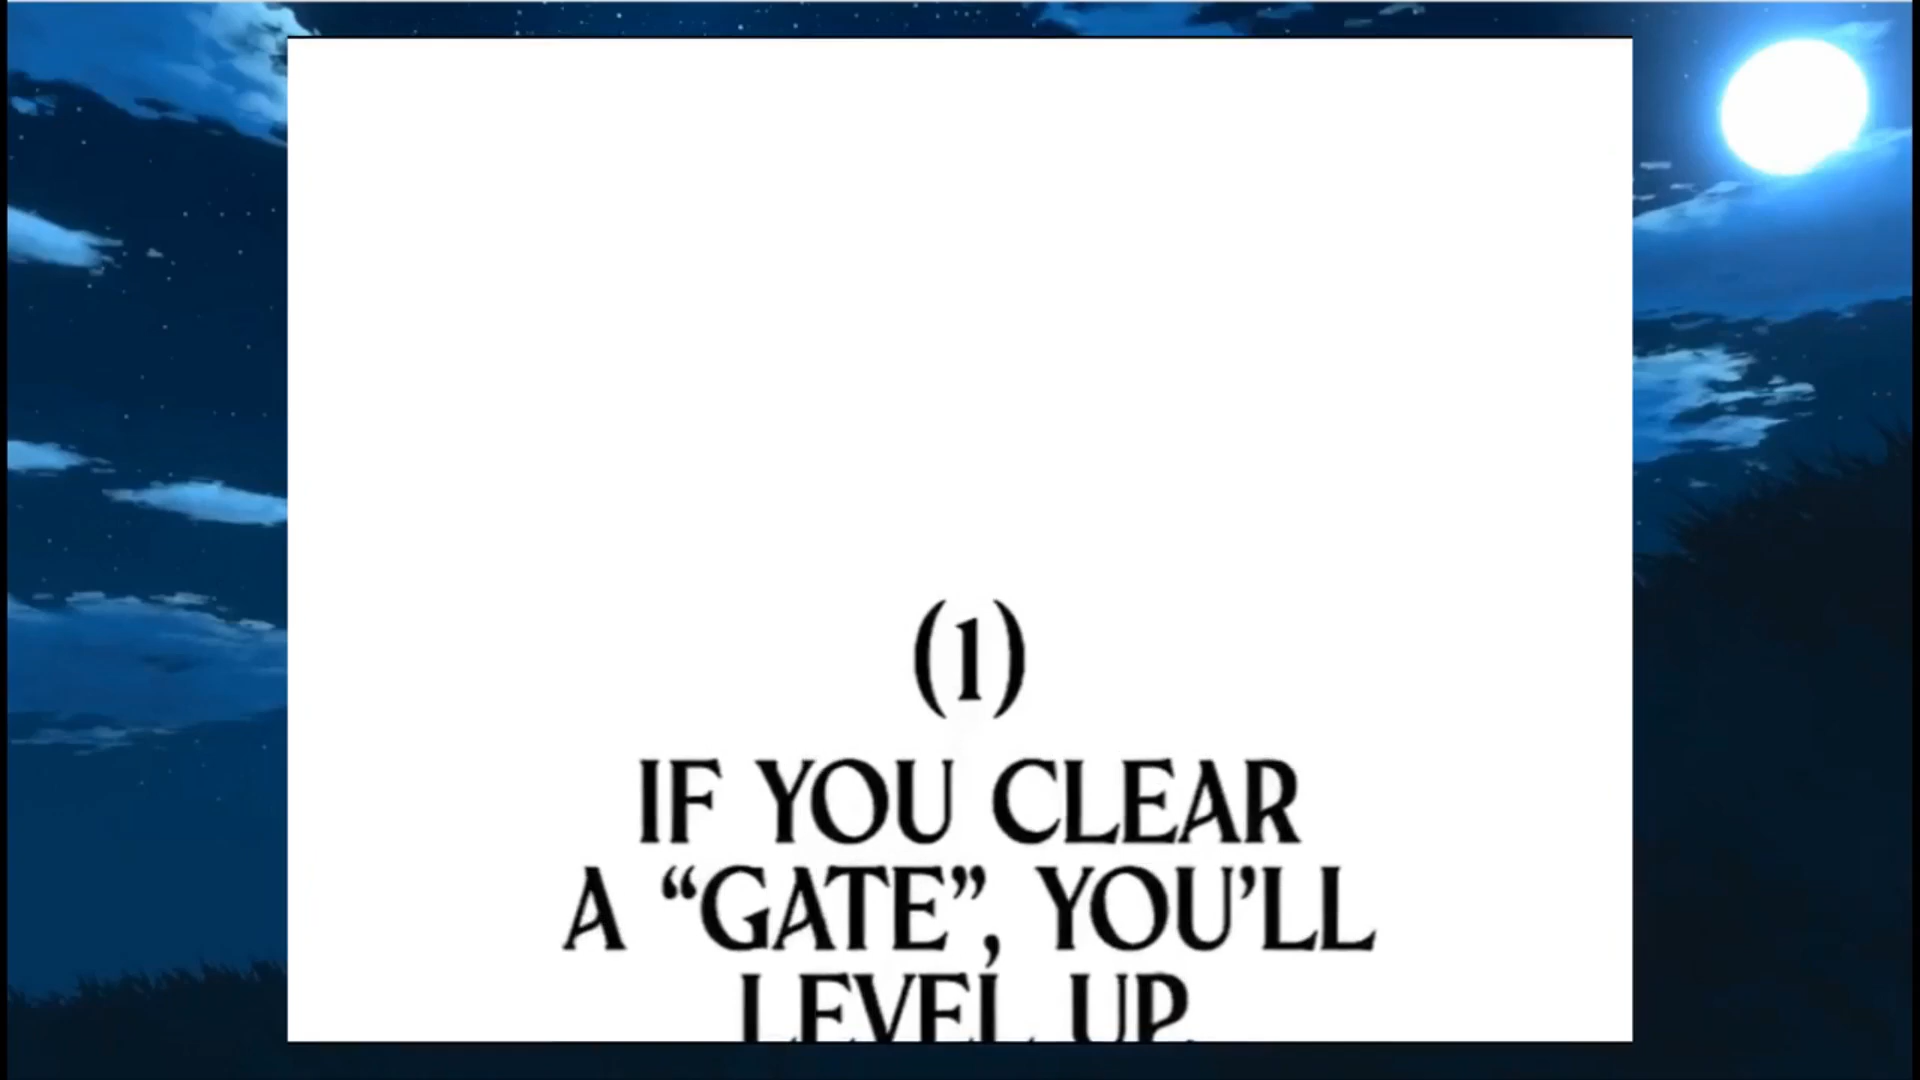 (1)
IF YOU CLEAR
A “GATE”, YOU’LL
LEVEL UP.